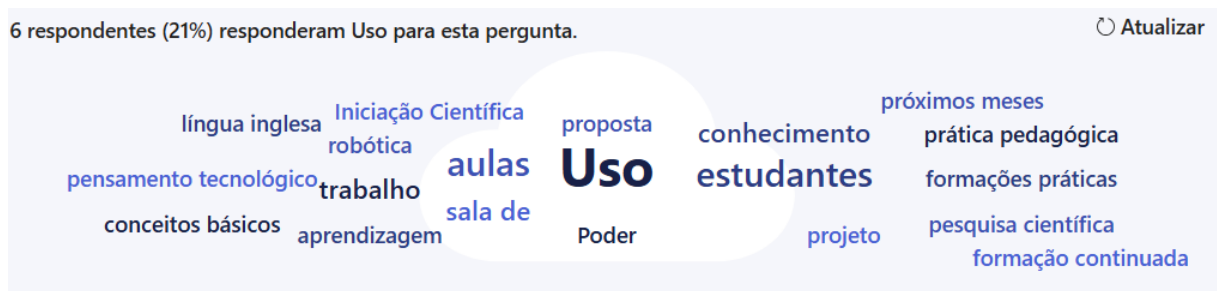 6 respondentes (21%) responderam Uso para esta pergunta.
Atualizar
próximos meses
Iniciação Científica
língua inglesa
proposta
conhecimento
prática pedagógica
robótica
aulas
Uso
estudantes
pensamento tecnológico
trabalho
formações práticas
sala de
conceitos básicos
aprendizagem
Poder
projeto
pesquisa científica
formação continuada